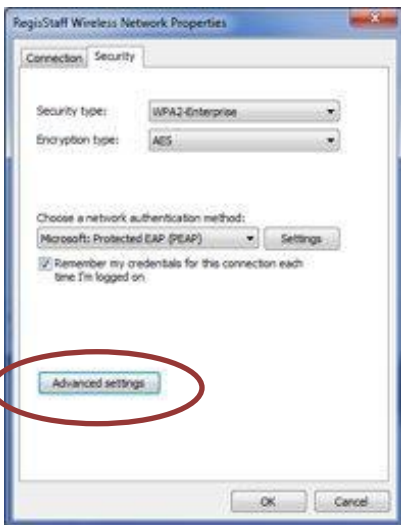 RegisStaff Wireless Network Properties
Connection Security
Security type: WPA2-Enterprise
Encryption type: AES
Choose a network authentication method:
Microsoft: Protected EAP (PEAP) Settings
Remember my credentials for this connection each
time I'm logged on
Advanced settings
OK Cancel